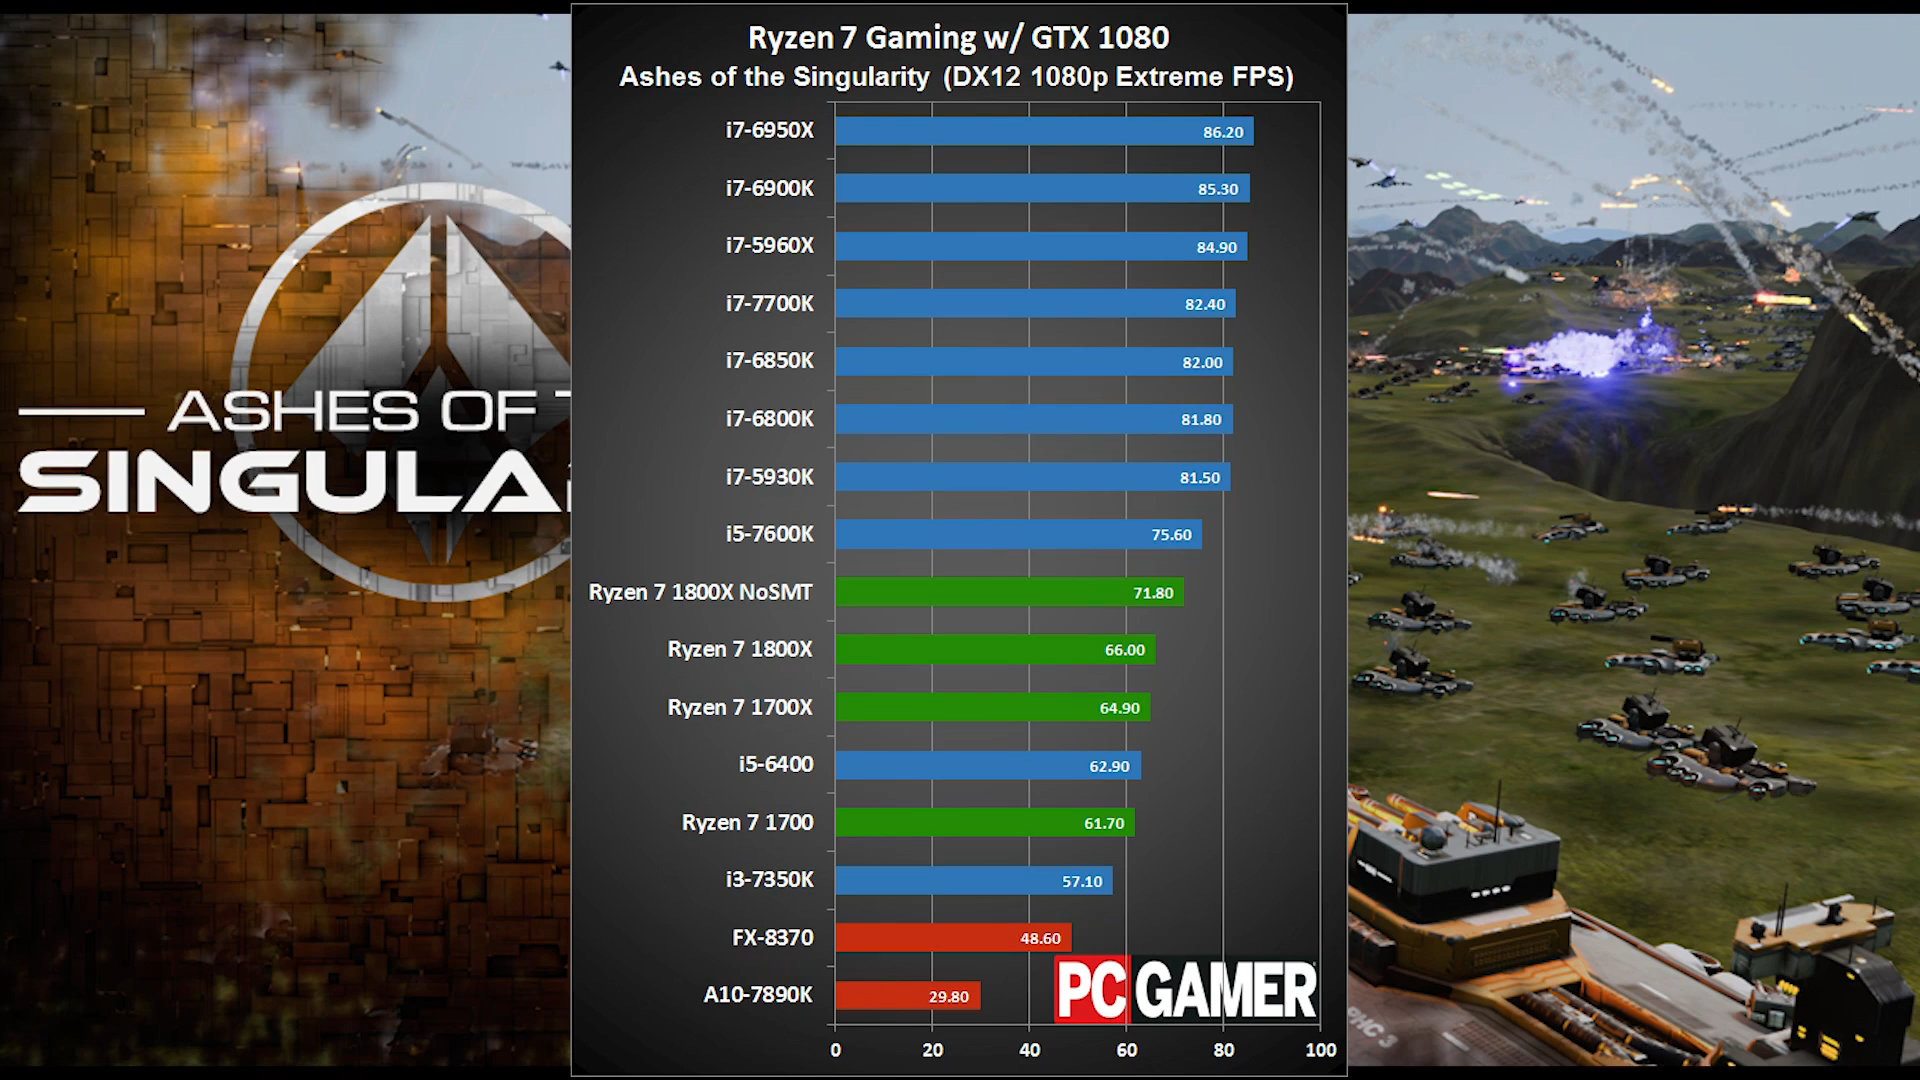 Ryzen 7 Gaming w/ GTX 1080
Ashes of the Singularity (DX12 1080p Extreme FPS)
i7-6950X 86.20
i7-6900K 85.30
i7-5960X 84.90
i7-7700K 82.40
i7-6850K 82.00
i7-6800K 81.80
i7-5930K 81.50
i5-7600K 75.60
Ryzen 7 1800X NoSMT 71.80
Ryzen 7 1800X 66.00
Ryzen 7 1700X 64.90
i5-6400 62.90
Ryzen 7 1700 61.70
i3-7350K 57.10
FX-8370 48.60
A10-7890K 29.80
0 20 40 60 80 100
PC GAMER
ASHES OF T
SINGULA
PHC 3